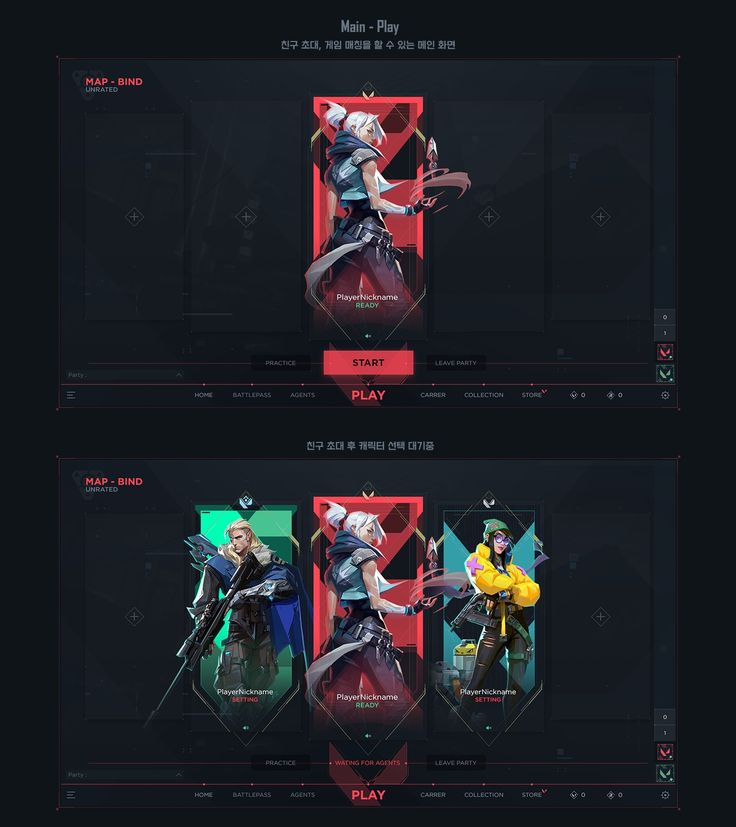 Main - Play
친구 초대, 게임 매칭을 할 수 있는 메인 화면
MAP - BIND
UNRATED
PlayerNickname
READY
0
1
PRACTICE
START
LEAVE PARTY
Party :
HOME BATTLEPASS AGENTS PLAY CARRER COLLECTION STORE 0 0
친구 초대 후 캐릭터 선택 대기중
MAP - BIND
UNRATED
PlayerNickname
SETTING
PlayerNickname
READY
PlayerNickname
SETTING
0
1
PRACTICE
WATING FOR AGENTS
LEAVE PARTY
Party :
HOME BATTLEPASS AGENTS PLAY CARRER COLLECTION STORE 0 0